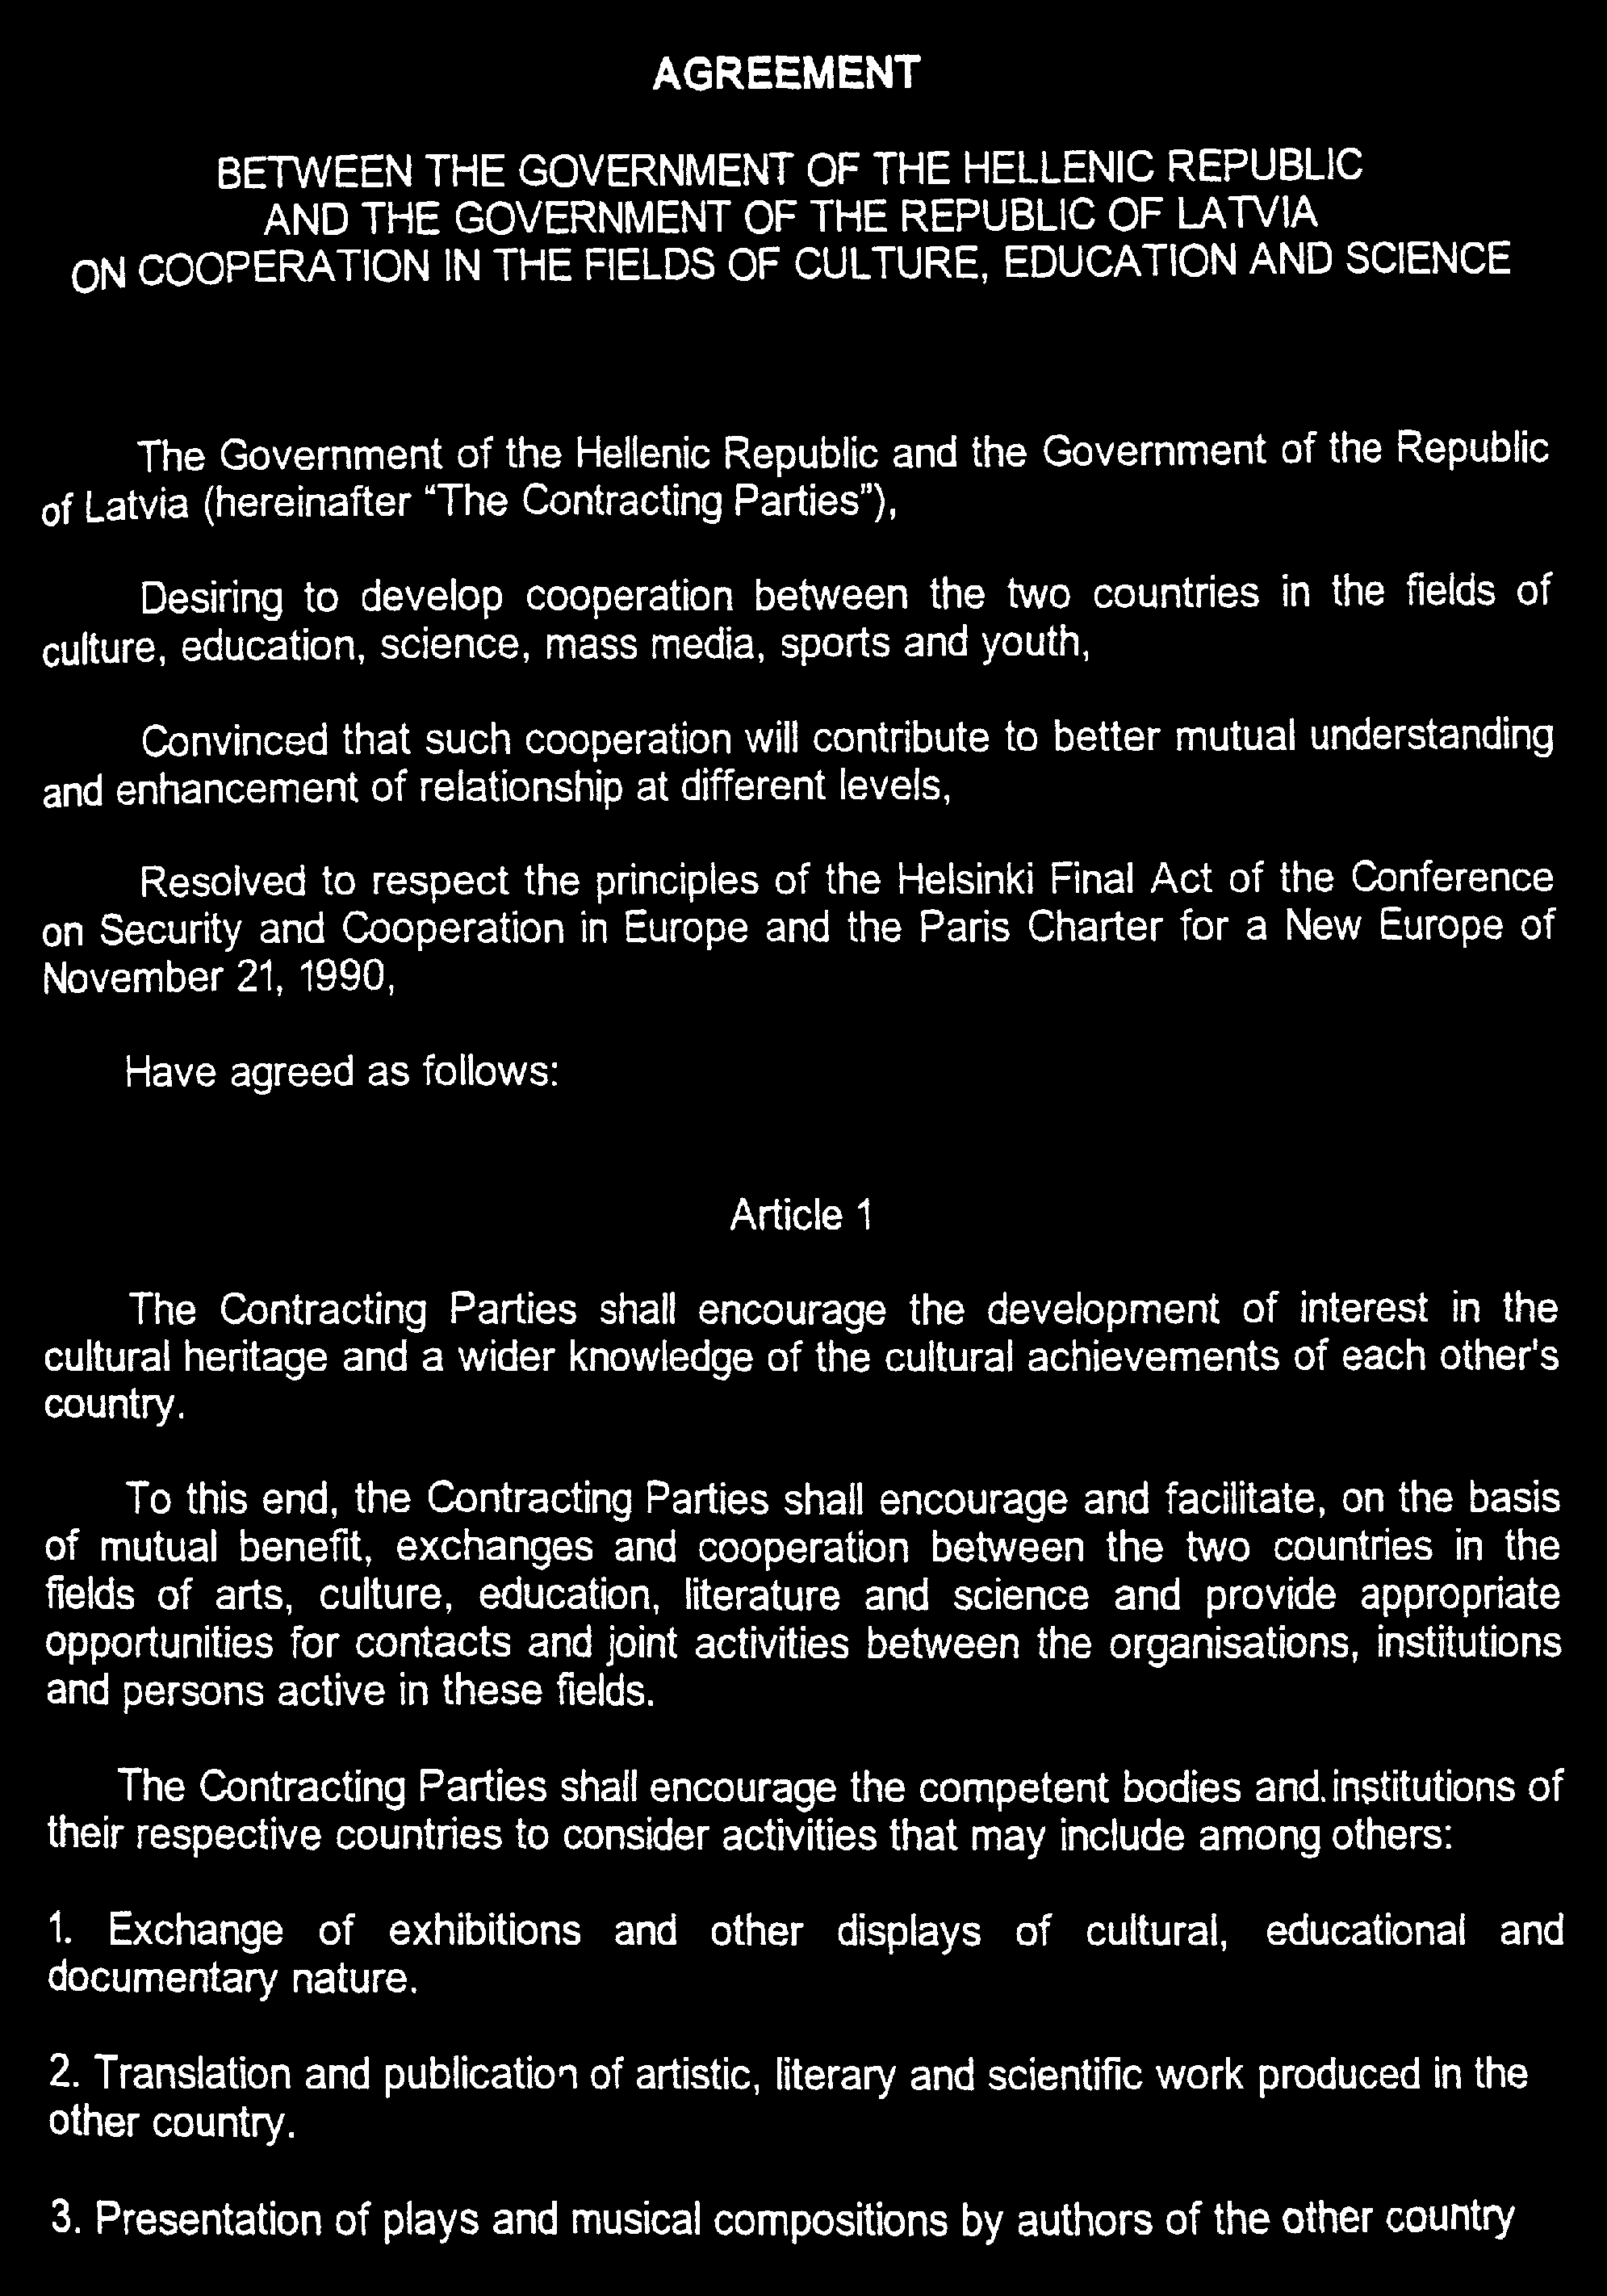 AGREEMENT
BETWEEN THE GOVERNMENT OF THE HELLENIC REPUBLIC
AND THE GOVERNMENT OF THE REPUBLIC OF LATVIA
ON COOPERATION IN THE FIELDS OF CULTURE, EDUCATION AND SCIENCE
The Government of the Hellenic Republic and the Government of the Republic
of Latvia (hereinafter “The Contracting Parties”),
Desiring to develop cooperation between the two countries in the fields of
culture, education, science, mass media, sports and youth,
Convinced that such cooperation will contribute to better mutual understanding
and enhancement of relationship at different levels,
Resolved to respect the principles of the Helsinki Final Act of the Conference
on Security and Cooperation in Europe and the Paris Charter for a New Europe of
November 21, 1990,
Have agreed as follows:
Article 1
The Contracting Parties shall encourage the development of interest in the
cultural heritage and a wider knowledge of the cultural achievements of each other's
country.
To this end, the Contracting Parties shall encourage and facilitate, on the basis
of mutual benefit, exchanges and cooperation between the two countries in the
fields of arts, culture, education, literature and science and provide appropriate
opportunities for contacts and joint activities between the organisations, institutions
and persons active in these fields.
The Contracting Parties shall encourage the competent bodies and institutions of
their respective countries to consider activities that may include among others:
1. Exchange of exhibitions and other displays of cultural, educational and
documentary nature.
2. Translation and publication of artistic, literary and scientific work produced in the
other country.
3. Presentation of plays and musical compositions by authors of the other country